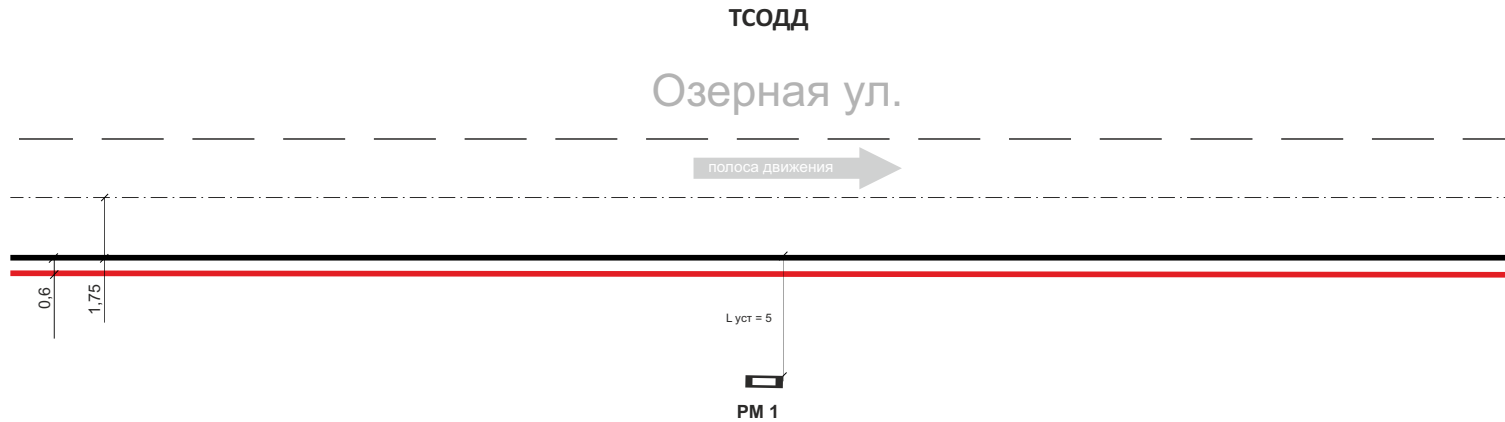 ТСОДД
Озерная ул.
полоса движения
0,6
1,75
L уст = 5
РМ 1